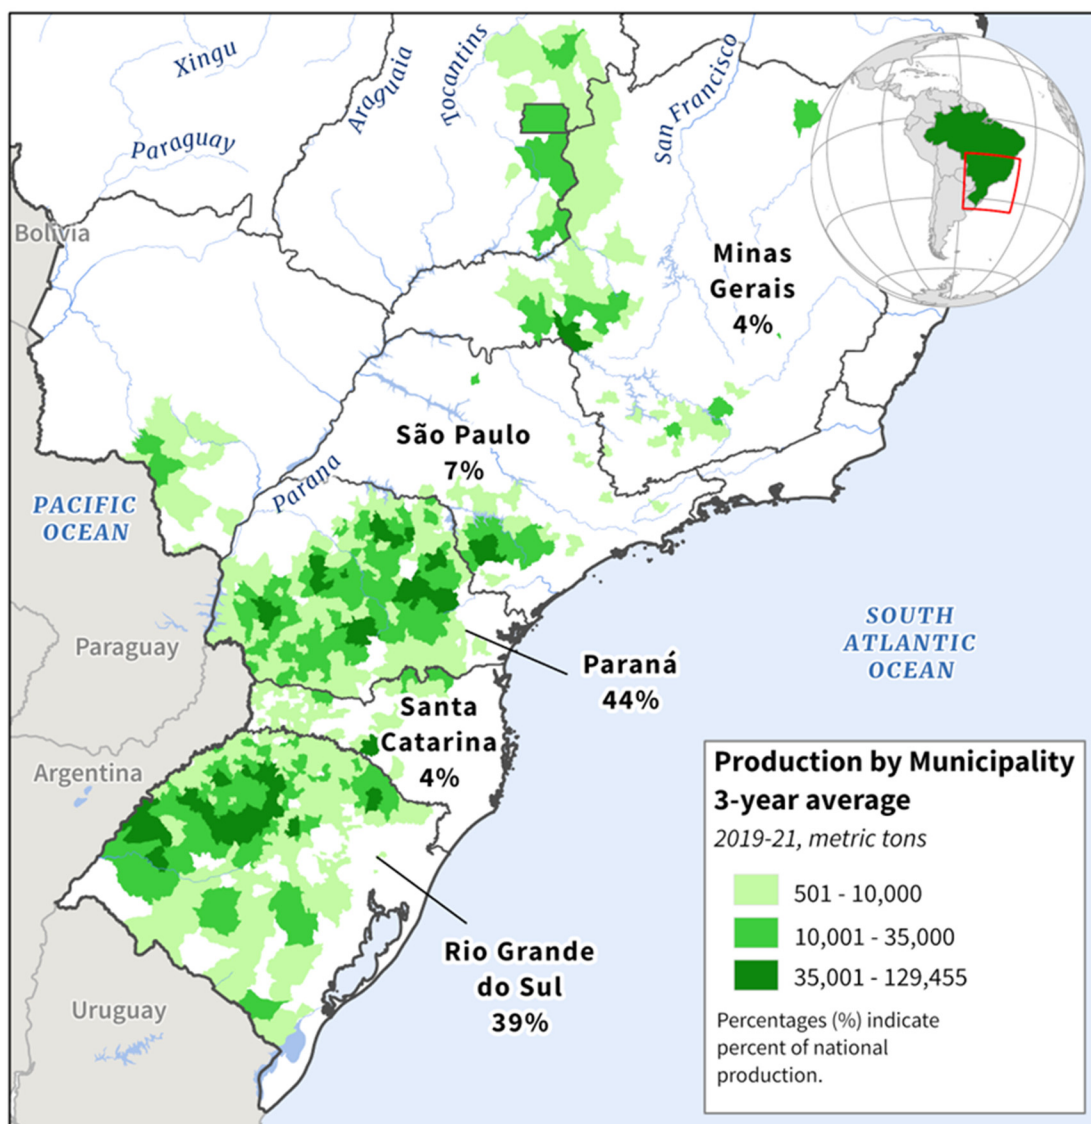 Xingu
Araguaia
Tocantins
San Francisco
Paraguay
Bolivia
Minas
Gerais
4%
São Paulo
7%
Parana
PACIFIC
OCEAN
Paraguay
SOUTH
ATLANTIC
OCEAN
Paraná
44%
Santa
Catarina
4%
Argentina
Rio Grande
do Sul
39%
Uruguay
Production by Municipality
3-year average
2019-21, metric tons
501 - 10,000
10,001 - 35,000
35,001 - 129,455
Percentages (%) indicate
percent of national
production.